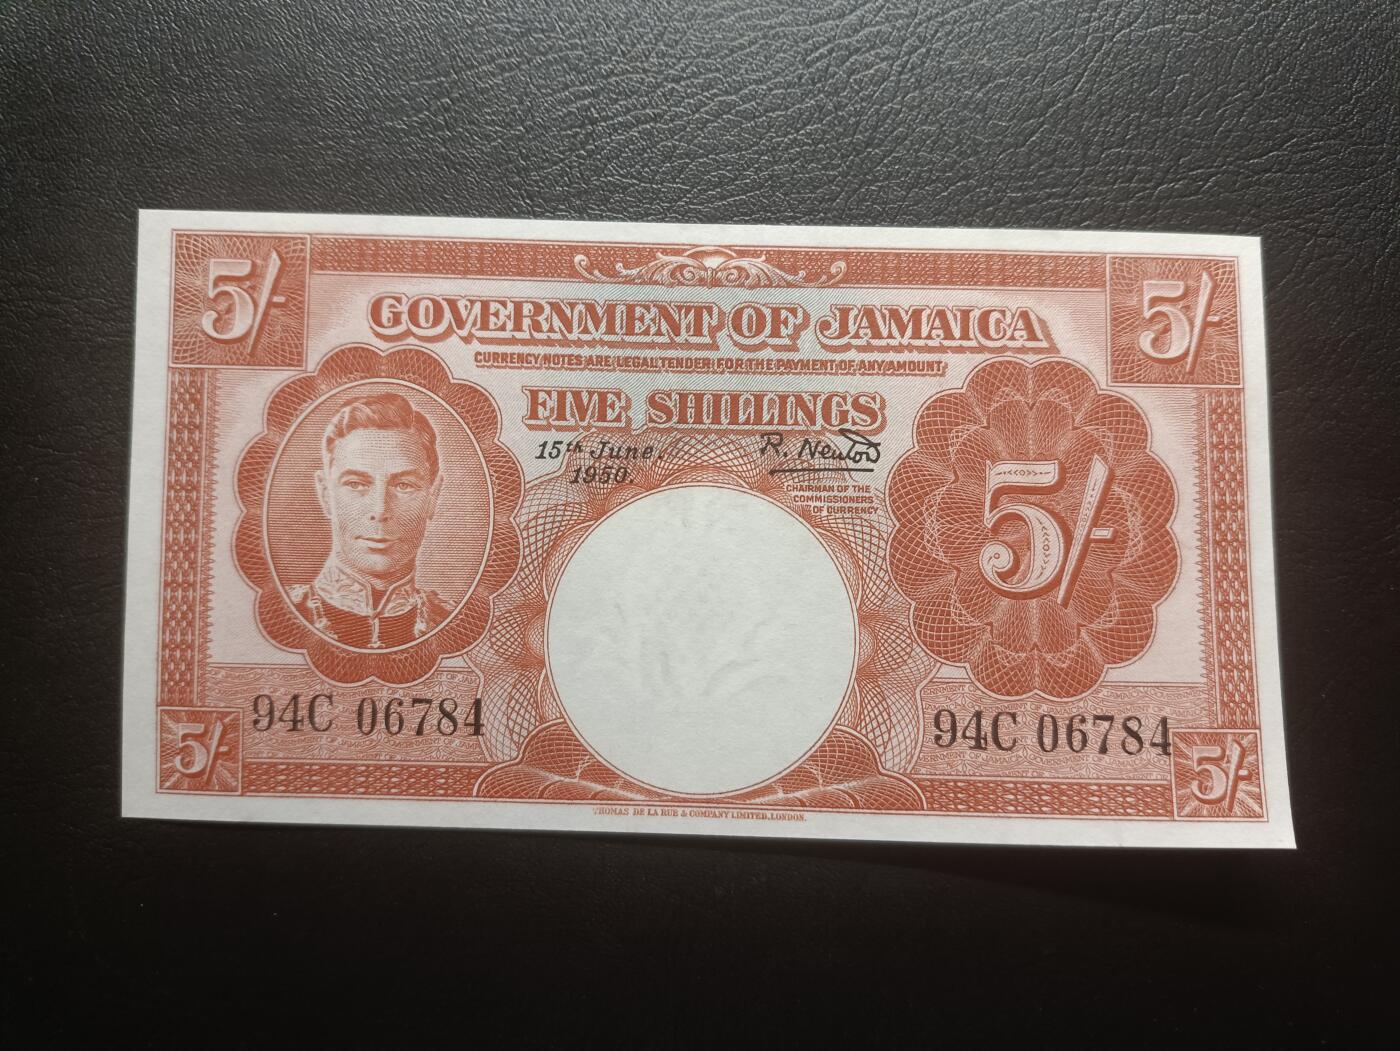 5/-
5/-
GOVERNMENT OF JAMAICA
CURRENCY NOTES ARE LEGAL TENDER FOR THE PAYMENT OF ANY AMOUNT.
FIVE SHILLINGS
15th June.
1950.
R. Newton
CHAIRMAN OF THE
COMMISSIONERS
OF CURRENCY
5/-
94C 06784
94C 06784
5/-
5/-
THOMAS DE LA RUE & COMPANY LIMITED, LONDON.